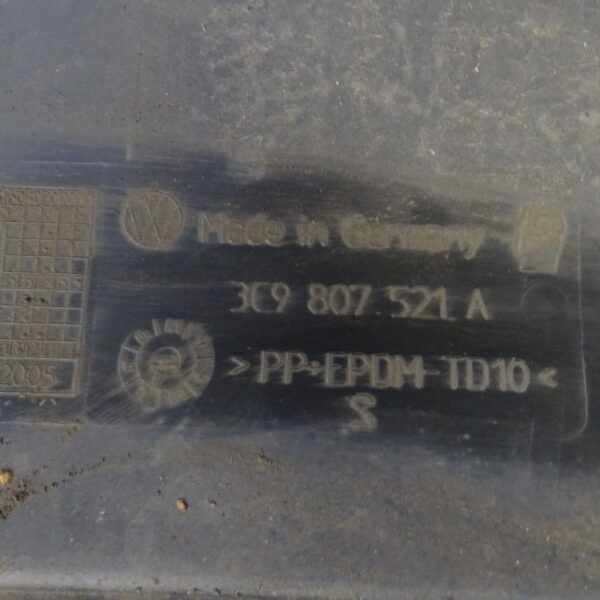 Made in Germany
3C9 807 521 A
>PP+EPDM-TD10<
S
2005